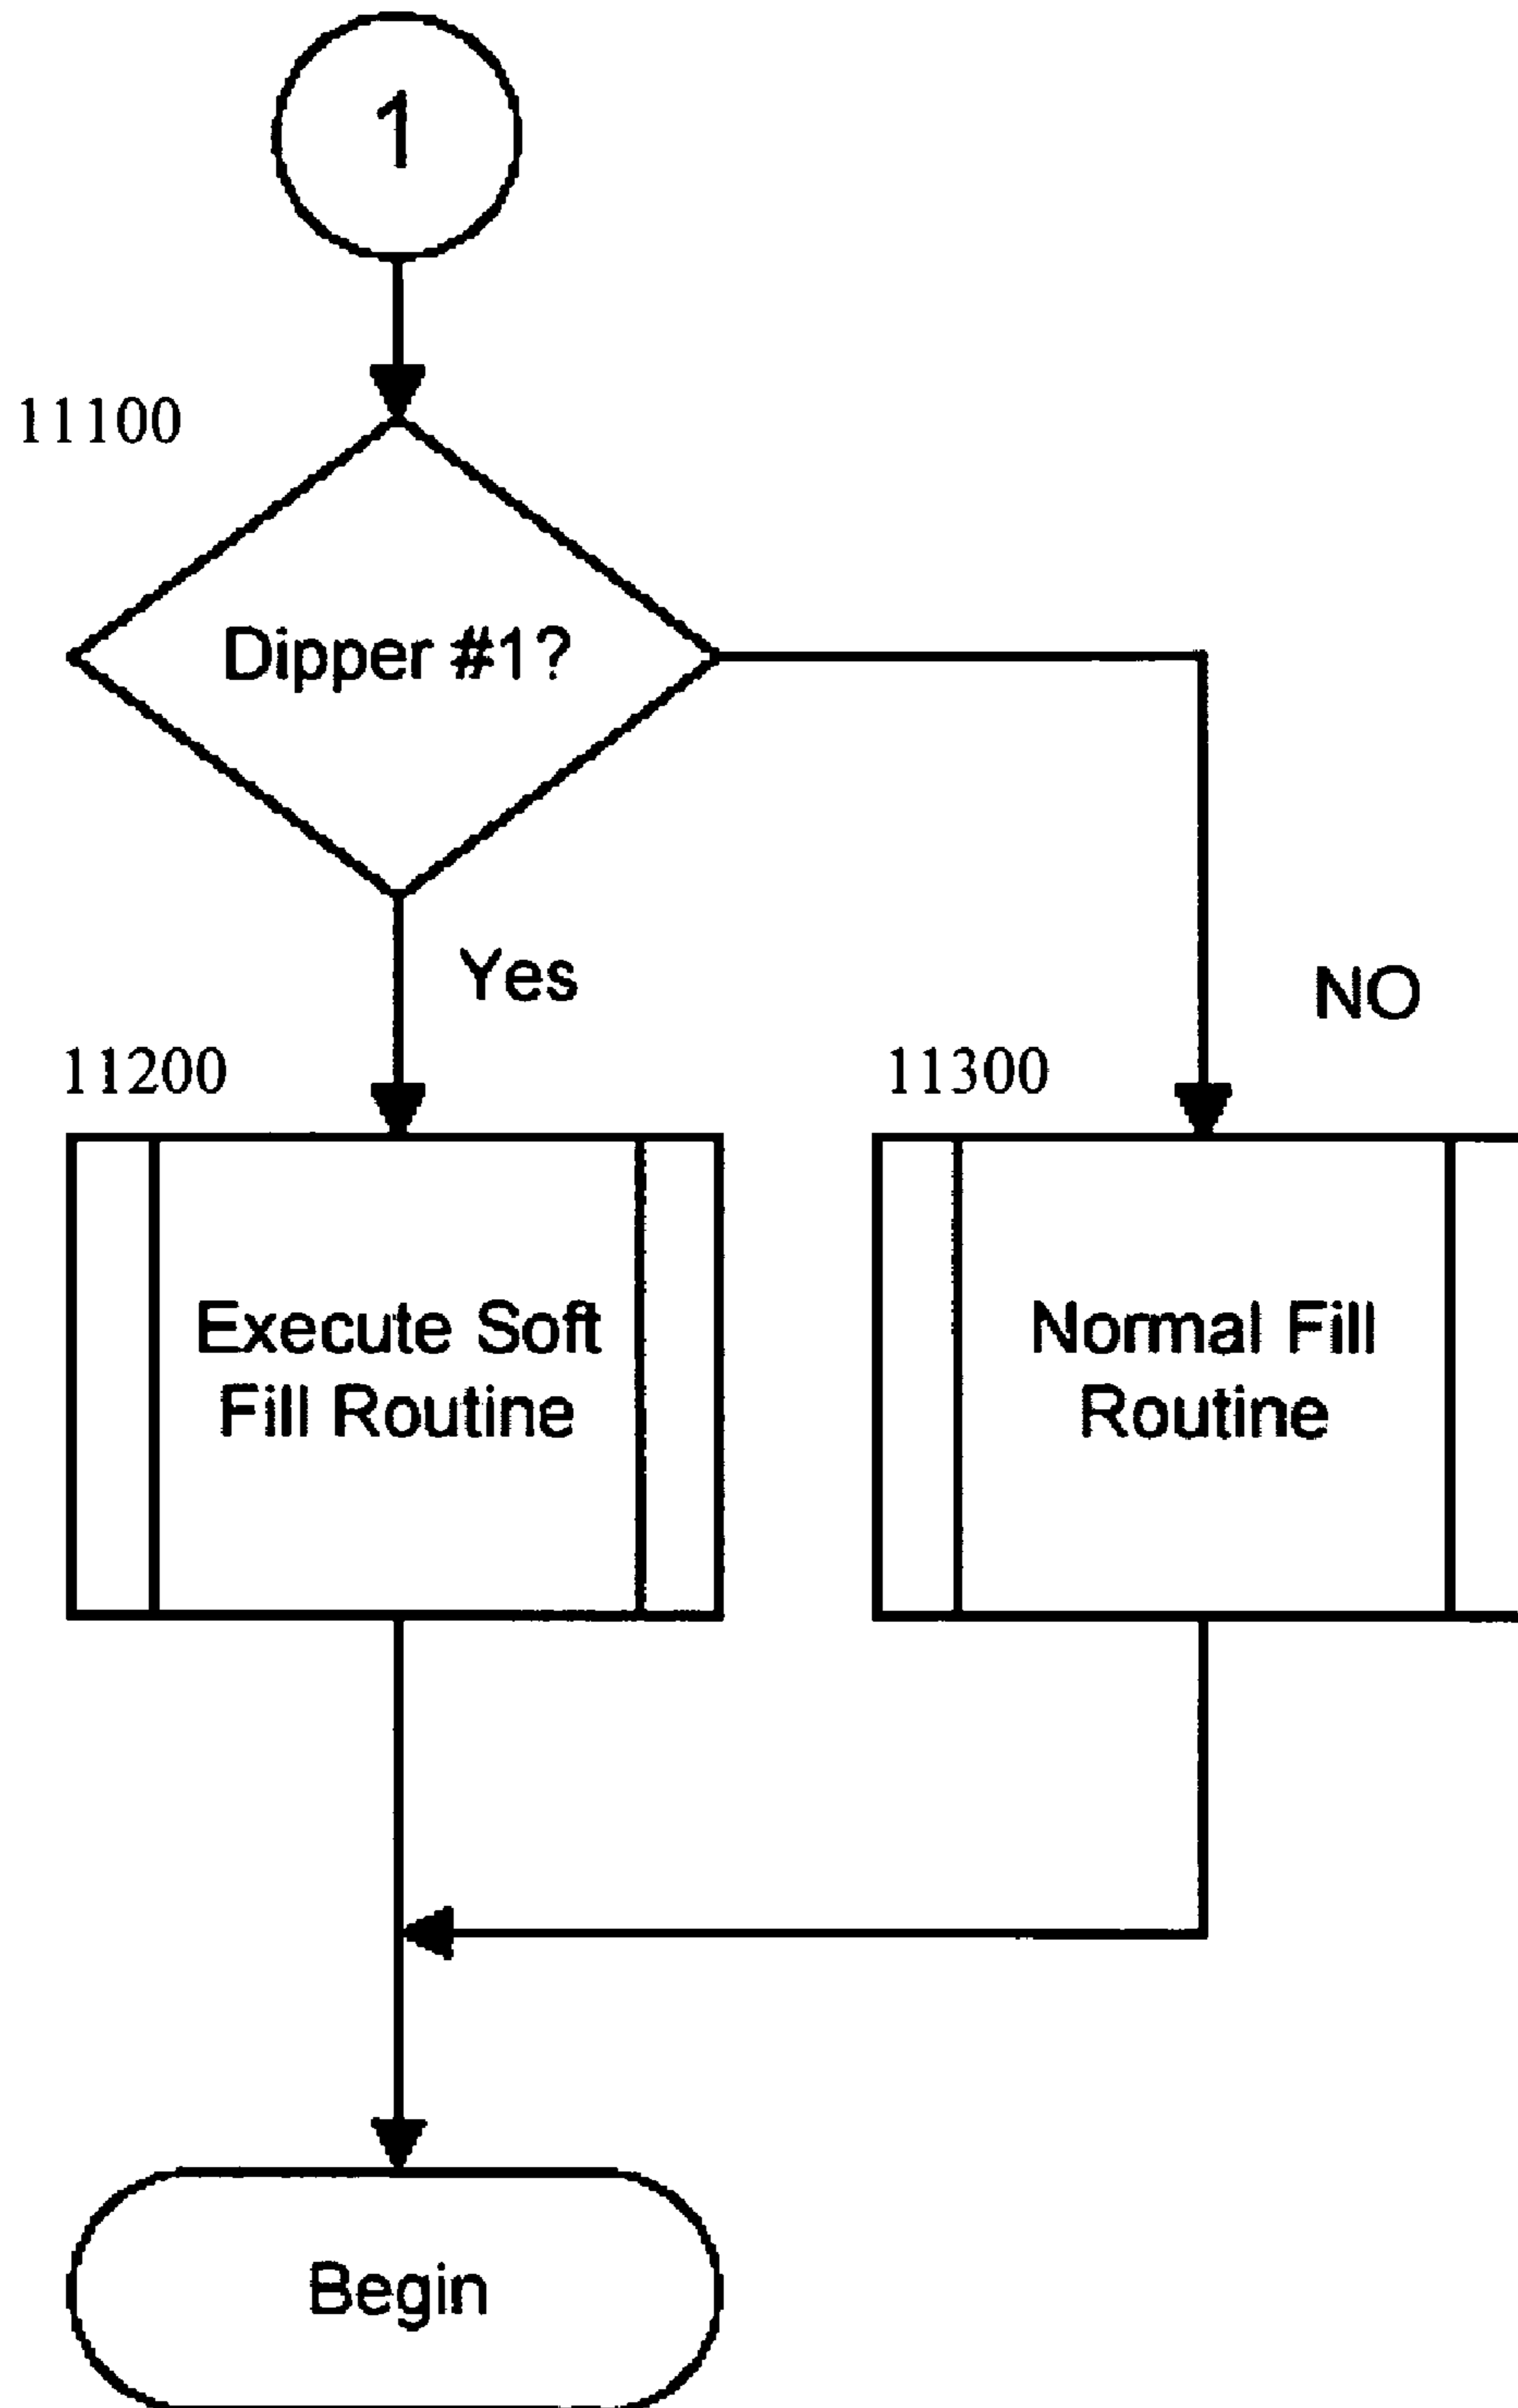 1
11100
Dipper #1?
Yes
NO
11200
11300
Execute Soft
Fill Routine
Normal Fill
Routine
Begin